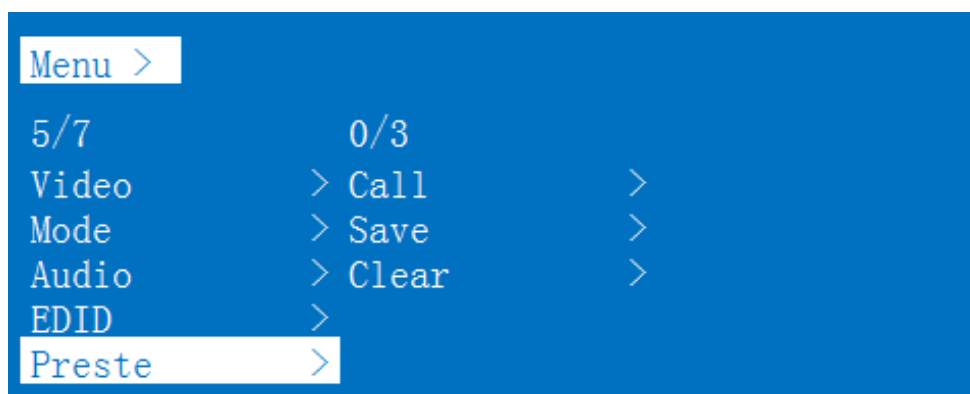 Menu >
5/7 0/3
Video > Call >
Mode > Save >
Audio > Clear >
EDID >
Preste >